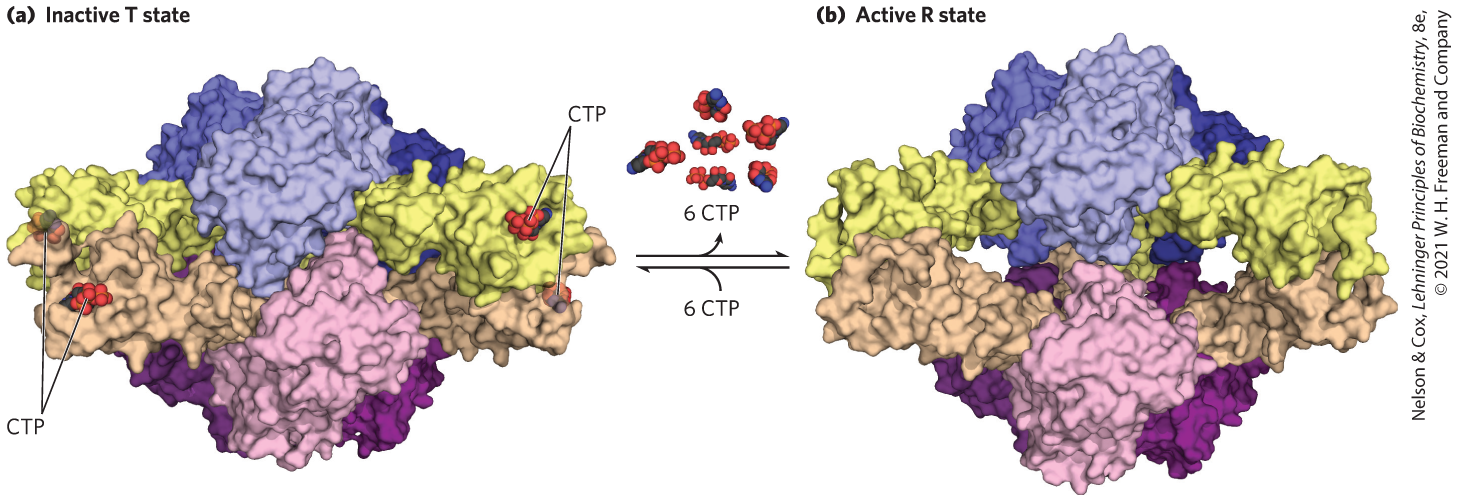 (a) Inactive T state
(b) Active R state
CTP
6 CTP
6 CTP
CTP
Nelson & Cox, Lehninger Principles of Biochemistry, 8e,
© 2021 W. H. Freeman and Company